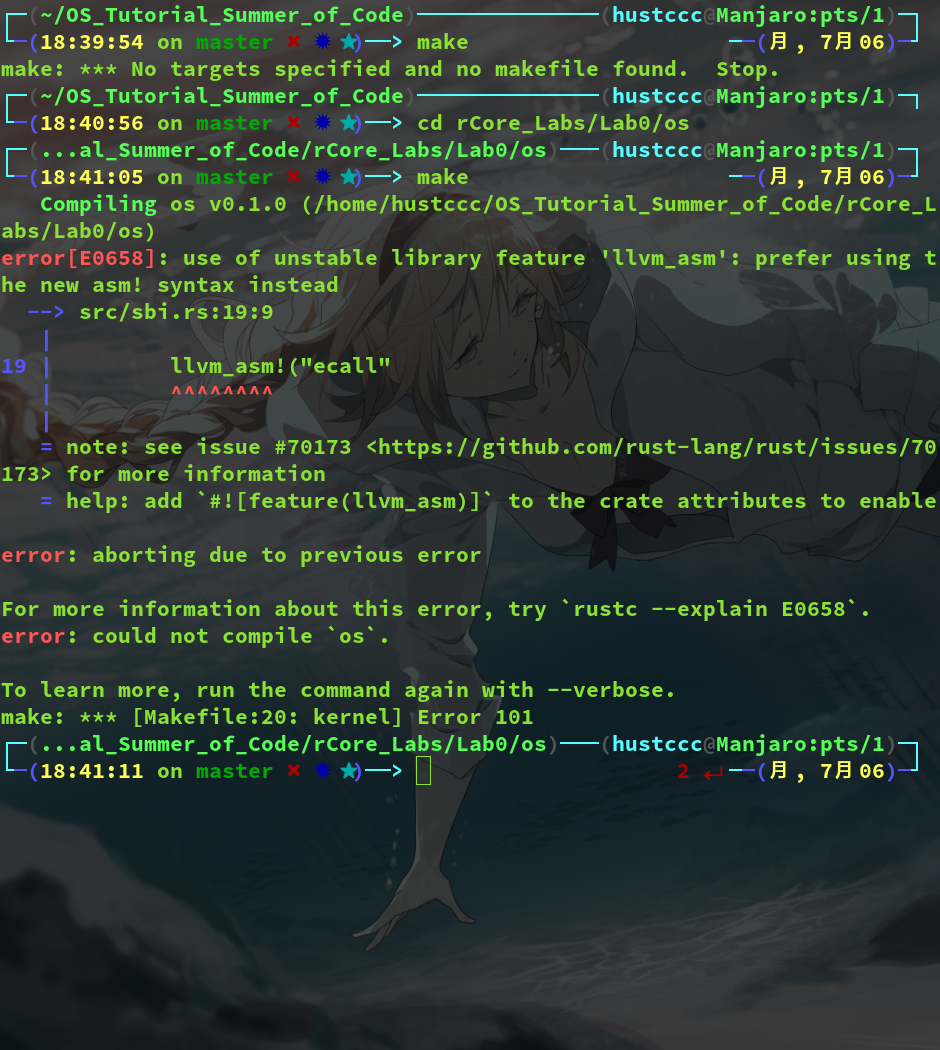 (~/OS_Tutorial_Summer_of_Code) (hustccc@Manjaro:pts/1)
(18:39:54 on master ✖ ✹ ★) > make (月 , 7月 06)
make: *** No targets specified and no makefile found.  Stop.
(~/OS_Tutorial_Summer_of_Code) (hustccc@Manjaro:pts/1)
(18:40:56 on master ✖ ✹ ★) > cd rCore_Labs/Lab0/os
(...al_Summer_of_Code/rCore_Labs/Lab0/os) (hustccc@Manjaro:pts/1)
(18:41:05 on master ✖ ✹ ★) > make (月 , 7月 06)
Compiling os v0.1.0 (/home/hustccc/OS_Tutorial_Summer_of_Code/rCore_L
abs/Lab0/os)
error[E0658]: use of unstable library feature 'llvm_asm': prefer using t
he new asm! syntax instead
--> src/sbi.rs:19:9
|
19 |         llvm_asm!("ecall"
|         ^^^^^^^^
|
= note: see issue #70173 <https://github.com/rust-lang/rust/issues/70
173> for more information
= help: add `#![feature(llvm_asm)]` to the crate attributes to enable
error: aborting due to previous error
For more information about this error, try `rustc --explain E0658`.
error: could not compile `os`.
To learn more, run the command again with --verbose.
make: *** [Makefile:20: kernel] Error 101
(...al_Summer_of_Code/rCore_Labs/Lab0/os) (hustccc@Manjaro:pts/1)
(18:41:11 on master ✖ ✹ ★) > 2 ↵ (月 , 7月 06)